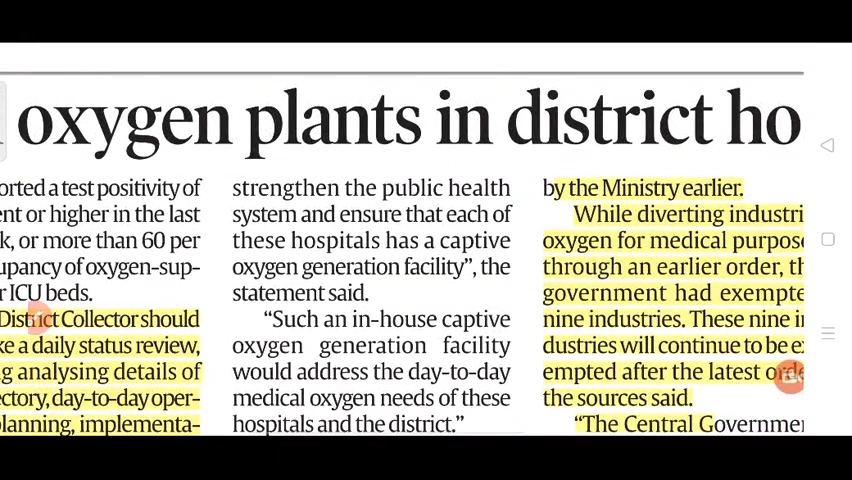 oxygen plants in district ho
orted a test positivity of
ent or higher in the last
k, or more than 60 per
upancy of oxygen-sup-
r ICU beds.
District Collector should
ke a daily status review,
g analysing details of
ectory, day-to-day oper-
planning, implementa-
strengthen the public health
system and ensure that each of
these hospitals has a captive
oxygen generation facility”, the
statement said.
“Such an in-house captive
oxygen generation facility
would address the day-to-day
medical oxygen needs of these
hospitals and the district.”
by the Ministry earlier.
While diverting industri
oxygen for medical purpose
through an earlier order, th
government had exempte
nine industries. These nine in
dustries will continue to be ex
empted after the latest orde
the sources said.
“The Central Governmen